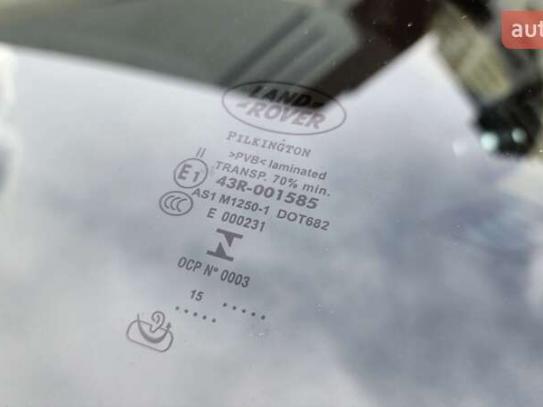 LAND
ROVER
PILKINGTON
II >PVB< laminated
TRANSP. 70% min.
E1 43R-001585
CCC AS1 M1250-1 DOT682
E 000231
OCP N° 0003
15
aut